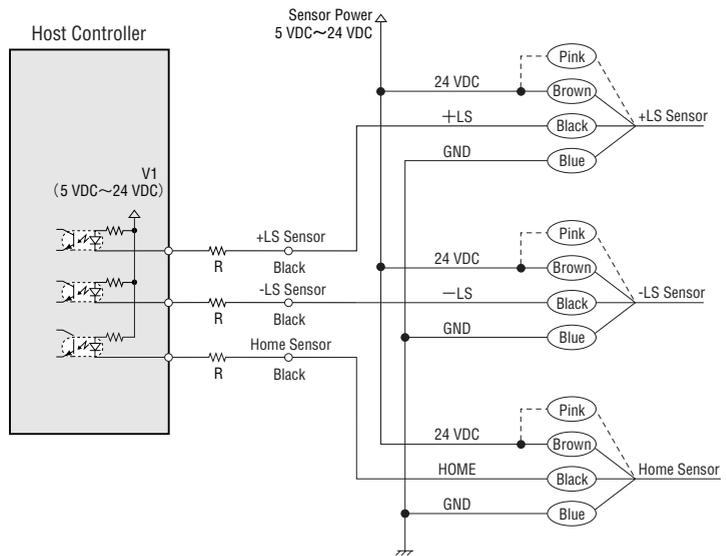 Sensor Power
5 VDC～24 VDC
Host Controller
Pink
24 VDC
Brown
＋LS
Black
+LS Sensor
GND
Blue
V1
（5 VDC～24 VDC）
+LS Sensor
R
Black
-LS Sensor
R
Black
Home Sensor
R
Black
Pink
24 VDC
Brown
－LS
Black
-LS Sensor
GND
Blue
Pink
24 VDC
Brown
HOME
Black
Home Sensor
GND
Blue